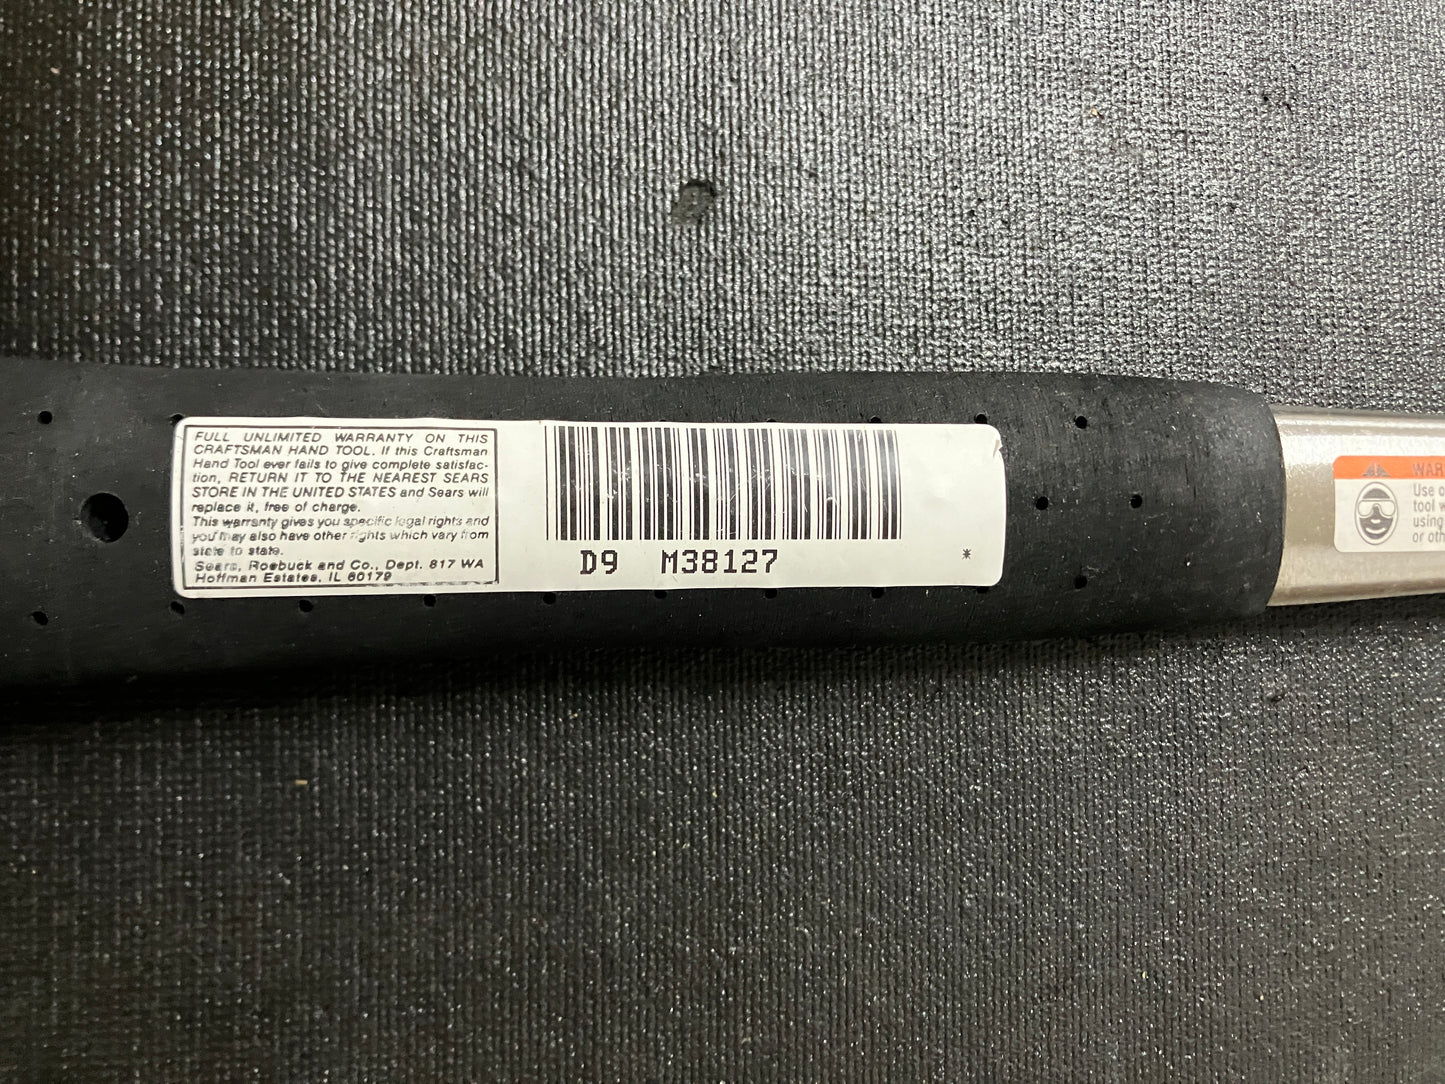 FULL UNLIMITED WARRANTY ON THIS
CRAFTSMAN HAND TOOL. If this Craftsman
Hand Tool ever fails to give complete satisfac-
tion, RETURN IT TO THE NEAREST SEARS
STORE IN THE UNITED STATES and Sears will
replace it, free of charge.
This warranty gives you specific legal rights and
you may also have other rights which vary from
state to state.
Sears, Roebuck and Co., Dept. 817 WA
Hoffman Estates, IL 60179
D9 M38127 *
WAR
Use
tool
using
or oth